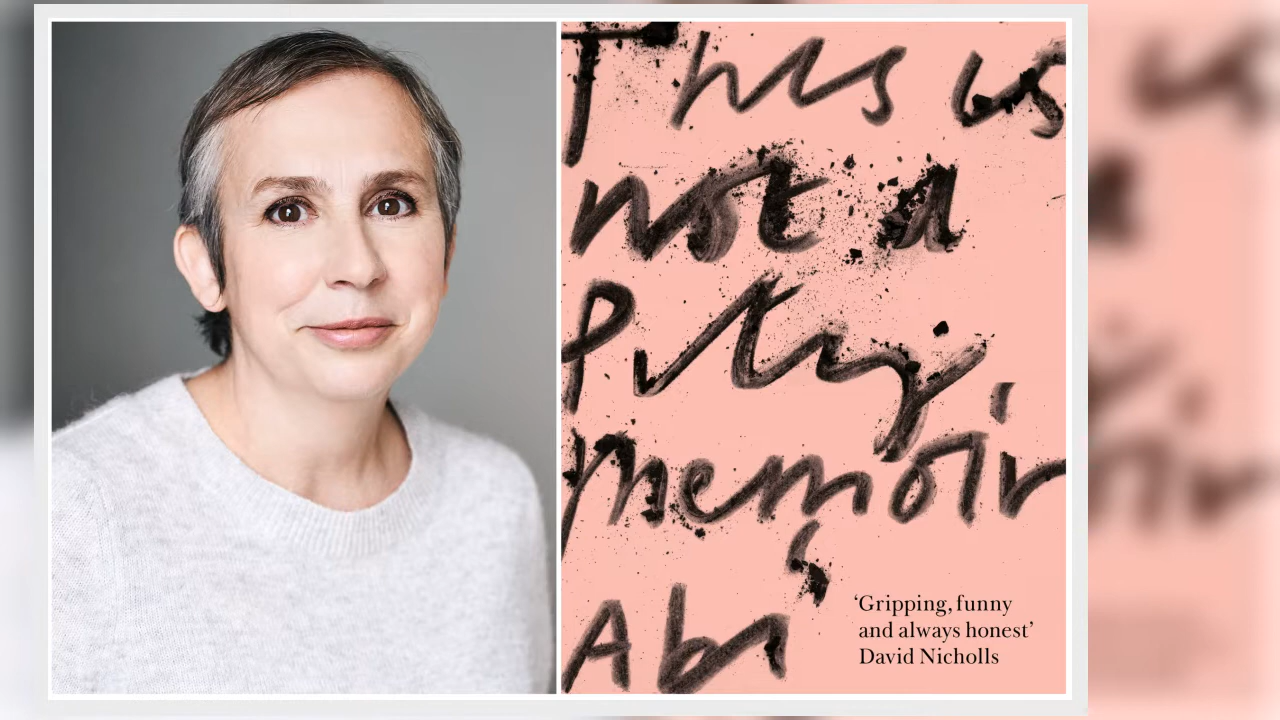 This is
not a
Pity
memoir
Abi
‘Gripping, funny
and always honest’
David Nicholls